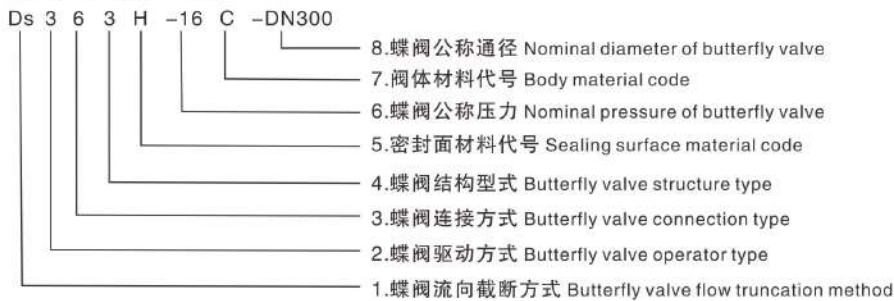 Ds 3 6 3 H -16 C -DN300
8.蝶阀公称通径 Nominal diameter of butterfly valve
7.阀体材料代号 Body material code
6.蝶阀公称压力 Nominal pressure of butterfly valve
5.密封面材料代号 Sealing surface material code
4.蝶阀结构型式 Butterfly valve structure type
3.蝶阀连接方式 Butterfly valve connection type
2.蝶阀驱动方式 Butterfly valve operator type
1.蝶阀流向截断方式 Butterfly valve flow truncation method